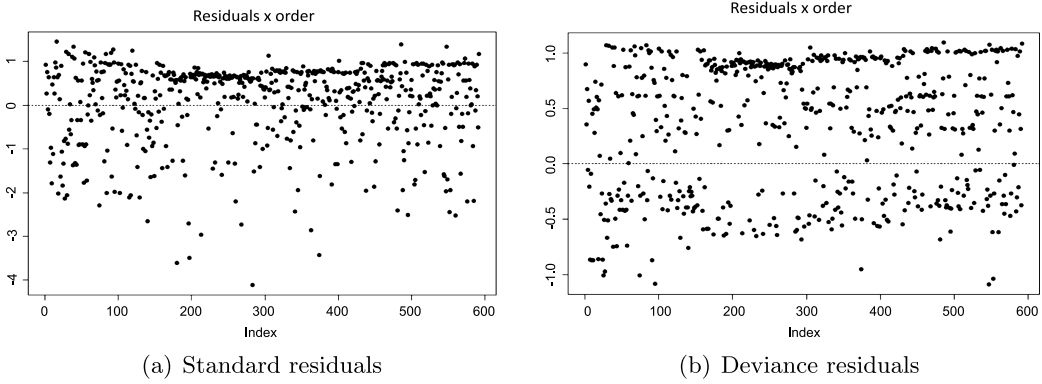 Residuals x order
1
0
-1
-2
-3
-4
0 100 200 300 400 500 600
Index
(a) Standard residuals
Residuals x order
1.0
0.5
0.0
-0.5
-1.0
0 100 200 300 400 500 600
Index
(b) Deviance residuals